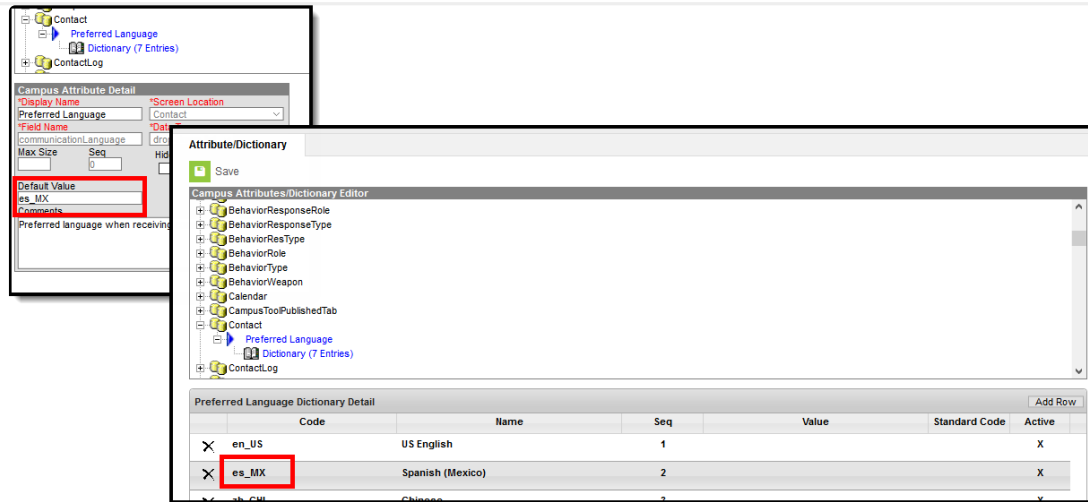 Contact
Preferred Language
Dictionary (7 Entries)
ContactLog
Campus Attribute Detail
*Display Name *Screen Location
Preferred Language Contact
*Field Name
communicationLanguage
Max Size Seq
0
Default Value
es_MX
Comments
Preferred language when receiving
Attribute/Dictionary
Save
Campus Attributes/Dictionary Editor
BehaviorResponseRole
BehaviorResponseType
BehaviorResType
BehaviorRole
BehaviorType
BehaviorWeapon
Calendar
CampusToolPublishedTab
Contact
Preferred Language
Dictionary (7 Entries)
ContactLog
Preferred Language Dictionary Detail Add Row
Code Name Seq Value Standard Code Active
X en_US US English 1 X
X es_MX Spanish (Mexico) 2 X